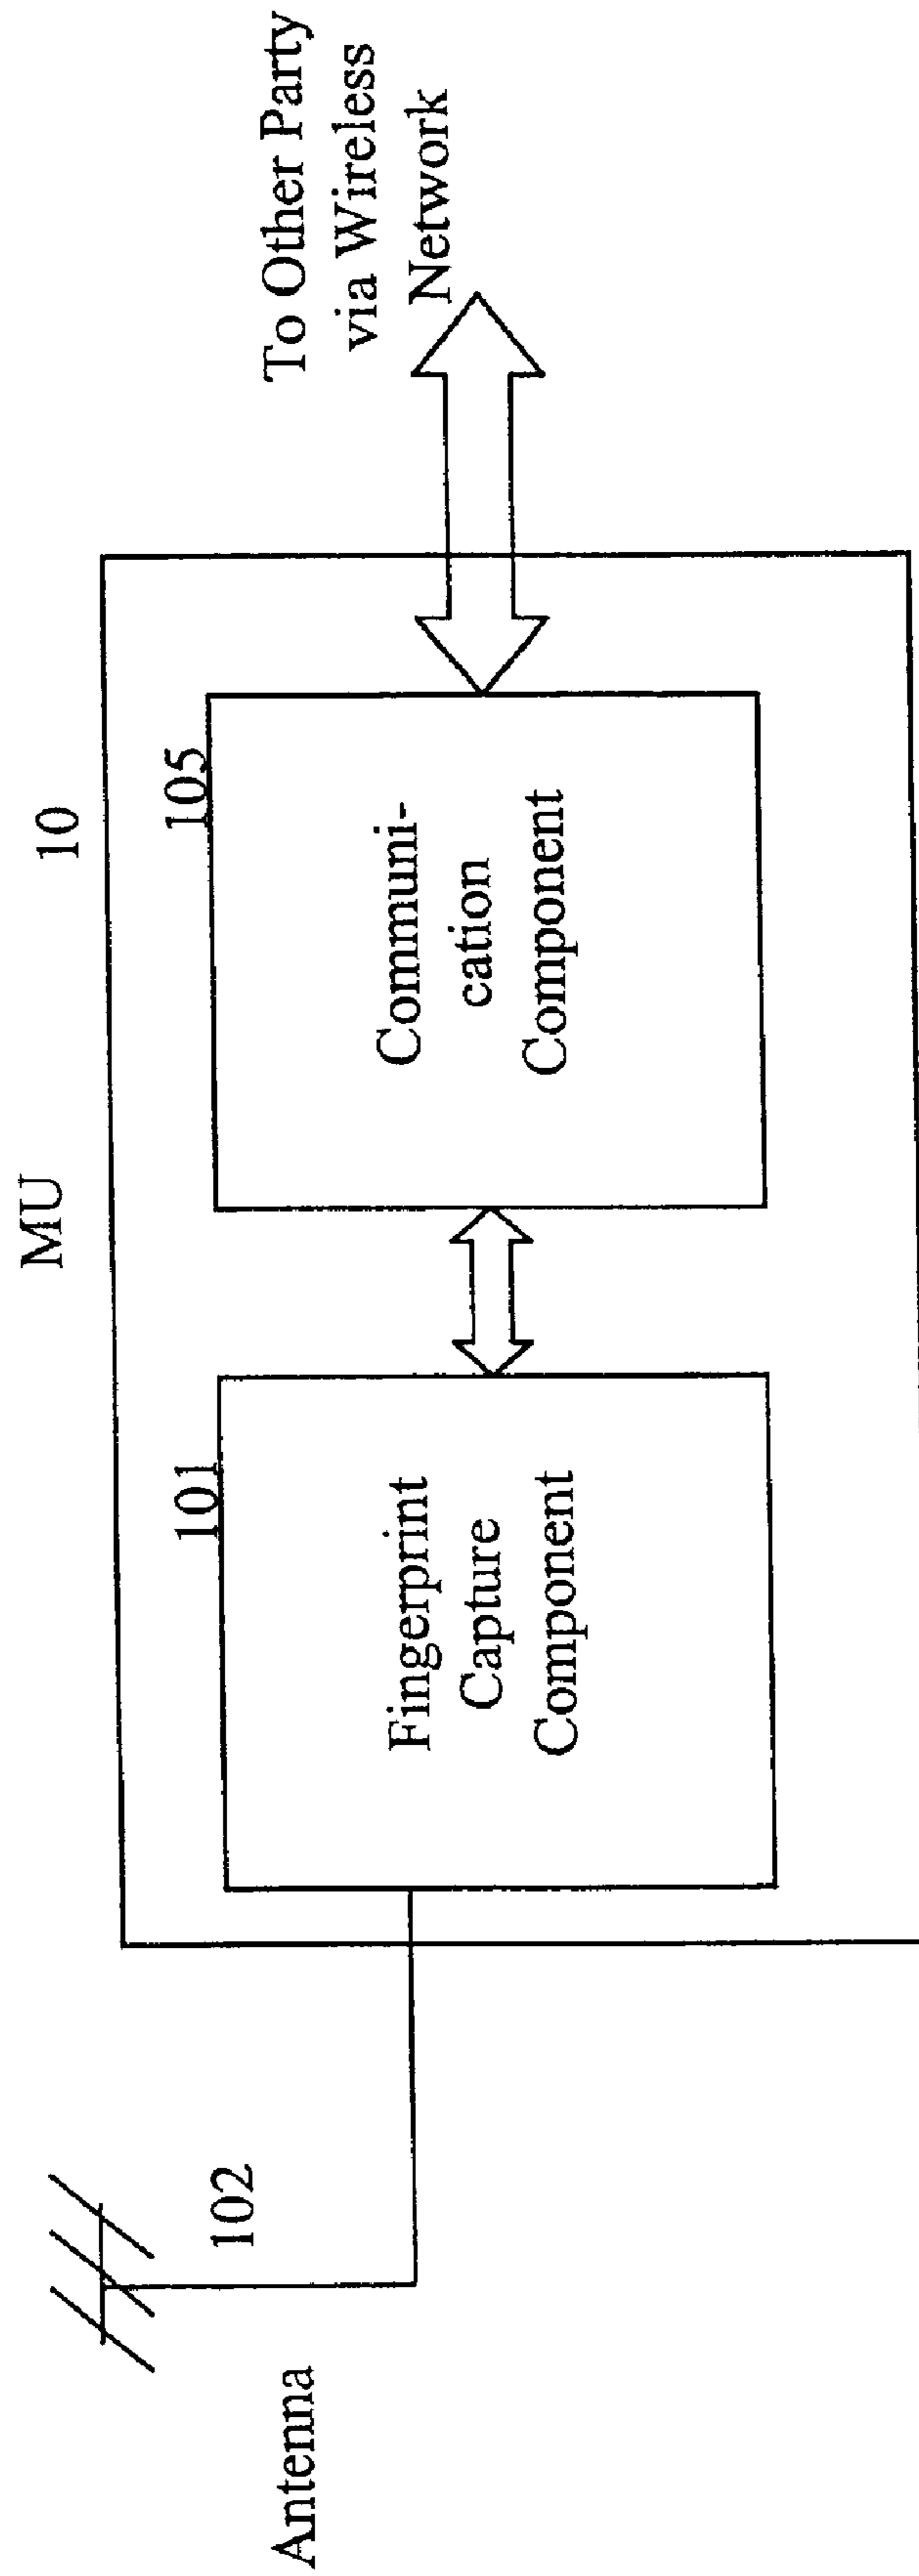 MU
10
To Other Party
via Wireless
Network
Antenna
102
101
Fingerprint
Capture
Component
105
Communi-
cation
Component